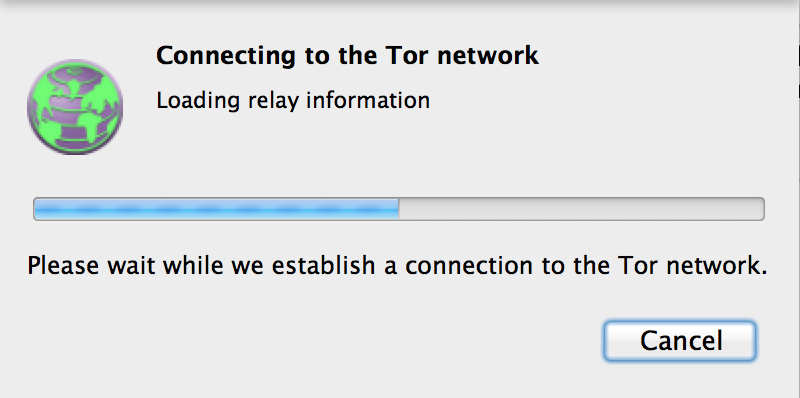 Connecting to the Tor network
Loading relay information
Please wait while we establish a connection to the Tor network.
Cancel